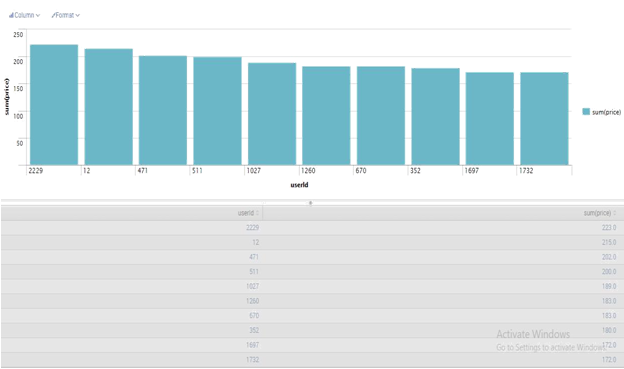 Column Format
250
200
150
100
50
sum(price)
2229 12 471 511 1027 1260 670 352 1697 1732
userId
sum(price)
userId sum(price)
2229 223.0
12 215.0
471 202.0
511 200.0
1027 189.0
1260 183.0
670 183.0
352 180.0
1697 172.0
1732 172.0
Activate Windows
Go to Settings to activate Windows.